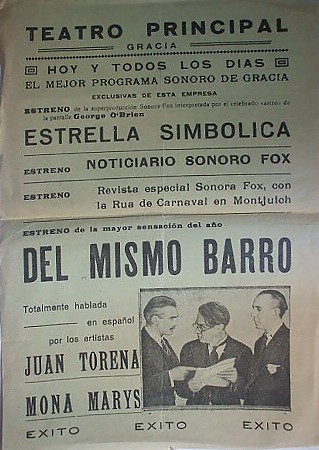 TEATRO PRINCIPAL
GRACIA
HOY Y TODOS LOS DIAS
EL MEJOR PROGRAMA SONORO DE GRACIA
EXCLUSIVAS DE ESTA EMPRESA
ESTRENO de la superproducción Sonora Fox interpretada por el celebrado «astro» de
la pantalla George O'Brien
ESTRELLA SIMBOLICA
ESTRENO NOTICIARIO SONORO FOX
ESTRENO Revista especial Sonora Fox, con
la Rua de Carnaval en Montjuich
ESTRENO de la mayor sensación del año
DEL MISMO BARRO
Totalmente hablada
en español
por los artistas
JUAN TORENA
MONA MARYS
EXITO EXITO EXITO